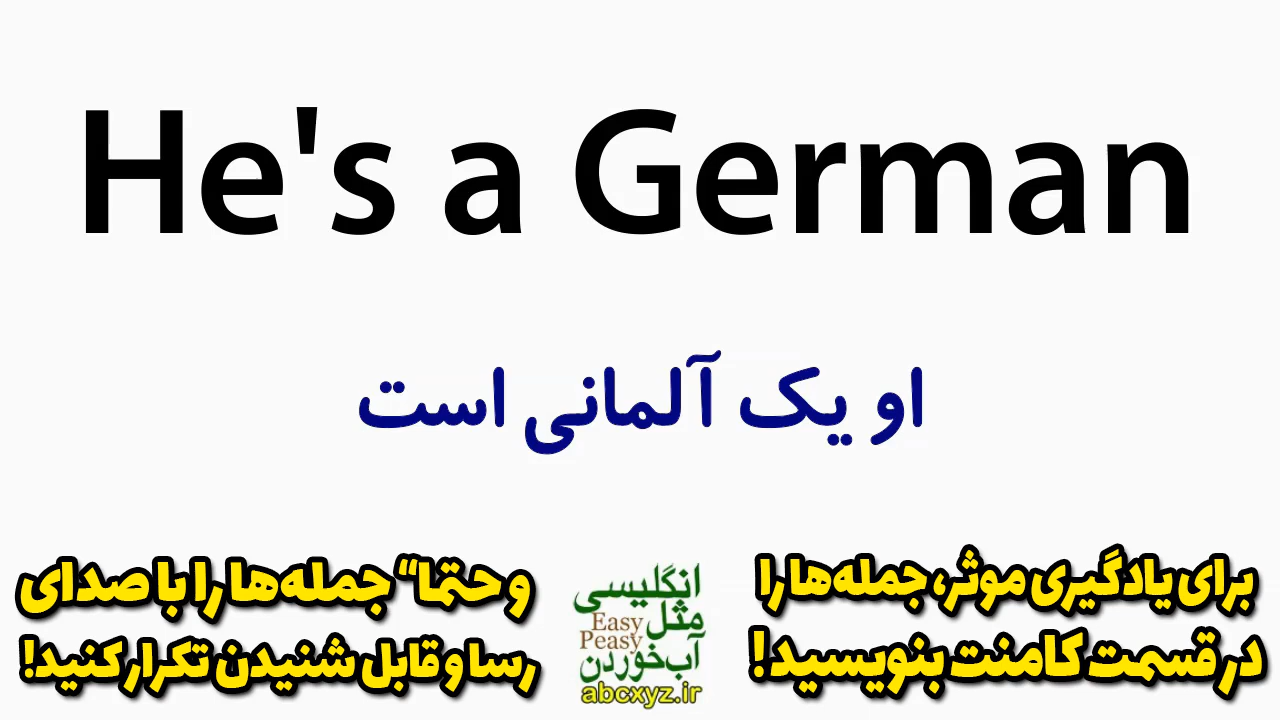 He's a German
او یک آلمانی است
برای یادگیری موثر، جمله‌ها را
در قسمت کامنت بنویسید!
و حتما“ جمله‌ها را با صدای
رسا و قابل شنیدن تکرار کنید!
انگلیسی
مثل
Easy
Peasy
آب خوردن
abcxyz.ir